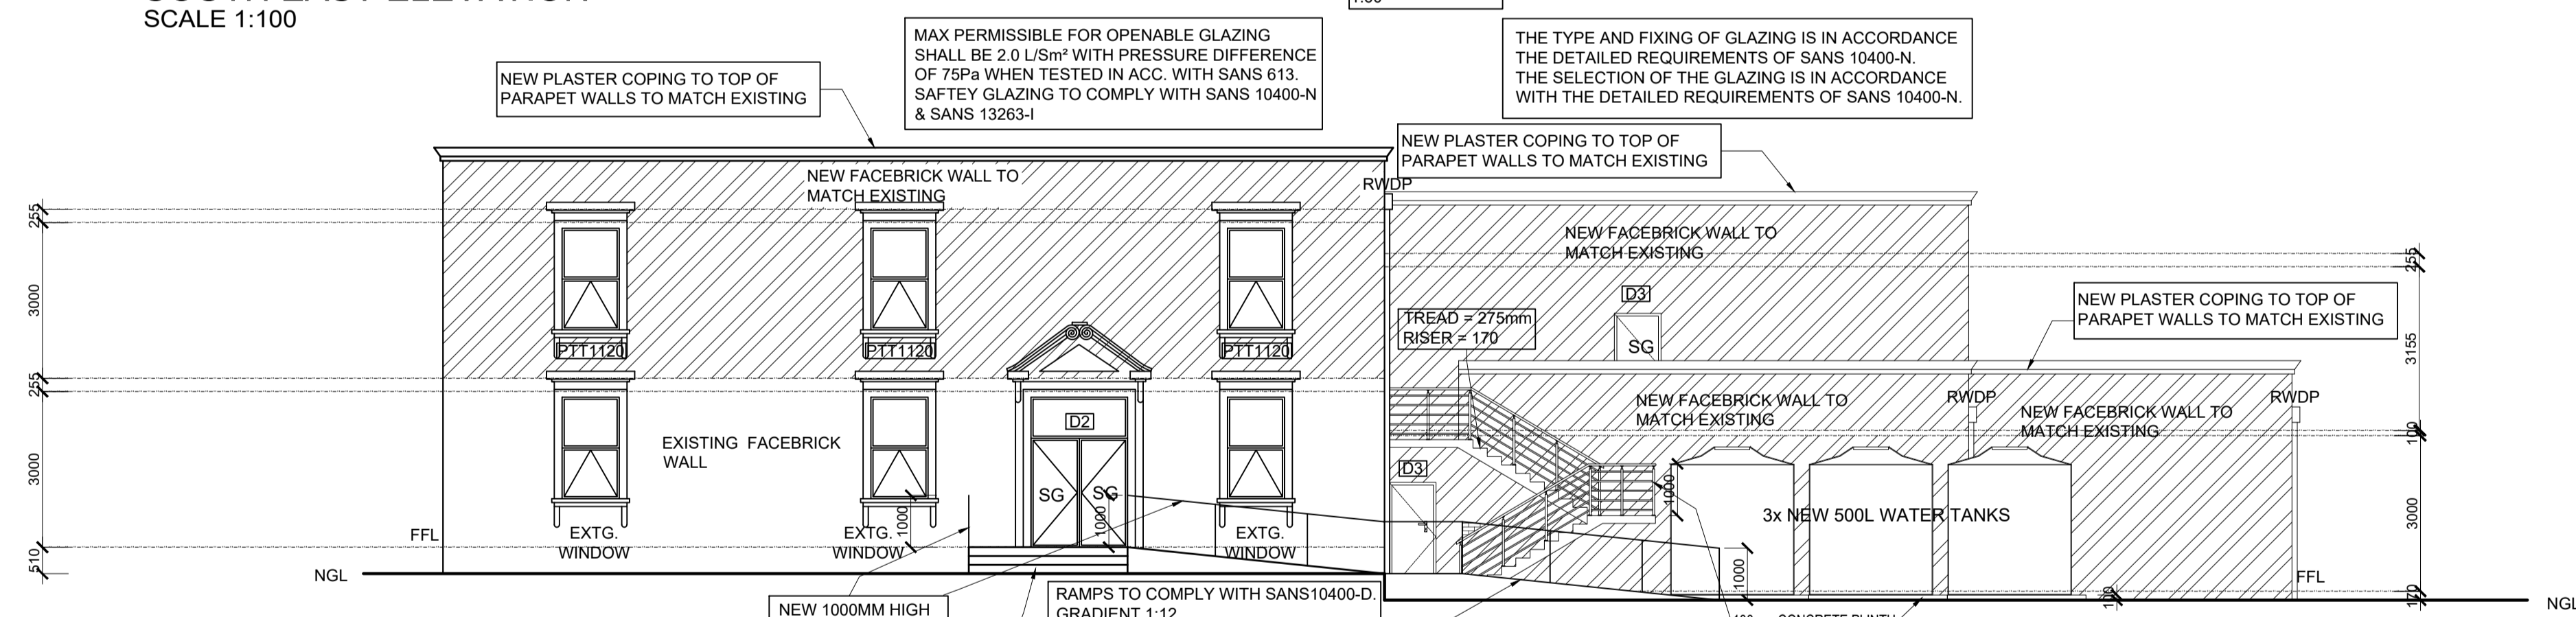 SCALE 1:100
MAX PERMISSIBLE FOR OPENABLE GLAZING
SHALL BE 2.0 L/Sm² WITH PRESSURE DIFFERENCE
OF 75Pa WHEN TESTED IN ACC. WITH SANS 613.
SAFTEY GLAZING TO COMPLY WITH SANS 10400-N
& SANS 13263-I
THE TYPE AND FIXING OF GLAZING IS IN ACCORDANCE
THE DETAILED REQUIREMENTS OF SANS 10400-N.
THE SELECTION OF THE GLAZING IS IN ACCORDANCE
WITH THE DETAILED REQUIREMENTS OF SANS 10400-N.
NEW PLASTER COPING TO TOP OF
PARAPET WALLS TO MATCH EXISTING
NEW PLASTER COPING TO TOP OF
PARAPET WALLS TO MATCH EXISTING
NEW FACEBRICK WALL TO
MATCH EXISTING
RWDP
NEW FACEBRICK WALL TO
MATCH EXISTING
255
3000
255
3000
510
255
3155
100
3000
170
D3
SG
NEW PLASTER COPING TO TOP OF
PARAPET WALLS TO MATCH EXISTING
TREAD = 275mm
RISER = 170
PTT1120
PTT1120
PTT1120
NEW FACEBRICK WALL TO
MATCH EXISTING
RWDP
NEW FACEBRICK WALL TO
MATCH EXISTING
RWDP
D2
EXISTING FACEBRICK
WALL
SG
SG
D3
1000
1000
1000
1000
3x NEW 500L WATER TANKS
FFL
EXTG.
WINDOW
EXTG.
WINDOW
EXTG.
WINDOW
NGL
FFL
100
NGL
NEW 1000MM HIGH
RAMPS TO COMPLY WITH SANS10400-D.
GRADIENT 1:12
CONCRETE PLINTH